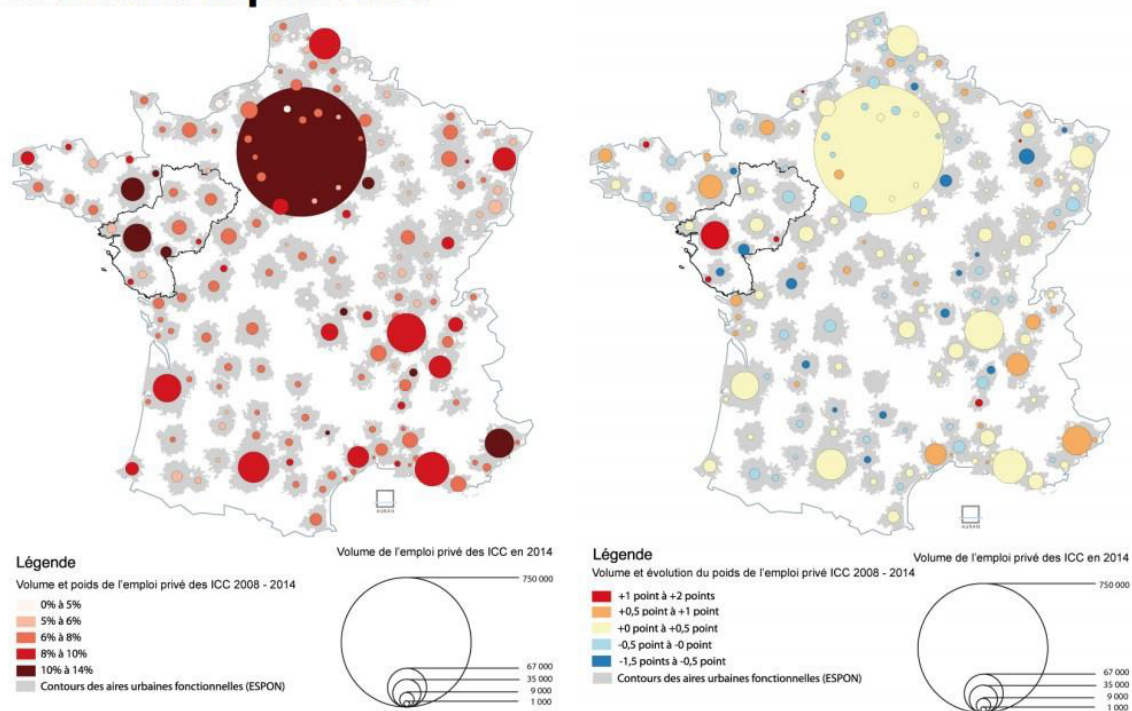 Légende
Volume et poids de l'emploi privé des ICC 2008 - 2014
0% à 5%
5% à 6%
6% à 8%
8% à 10%
10% à 14%
Contours des aires urbaines fonctionnelles (ESPON)
Volume de l'emploi privé des ICC en 2014
750 000
67 000
35 000
9 000
1 000
AURAN
Légende
Volume et évolution du poids de l'emploi privé ICC 2008 - 2014
+1 point à +2 points
+0,5 point à +1 point
+0 point à +0,5 point
-0,5 point à -0 point
-1,5 points à -0,5 point
Contours des aires urbaines fonctionnelles (ESPON)
Volume de l'emploi privé des ICC en 2014
750 000
67 000
35 000
9 000
1 000
AURAN